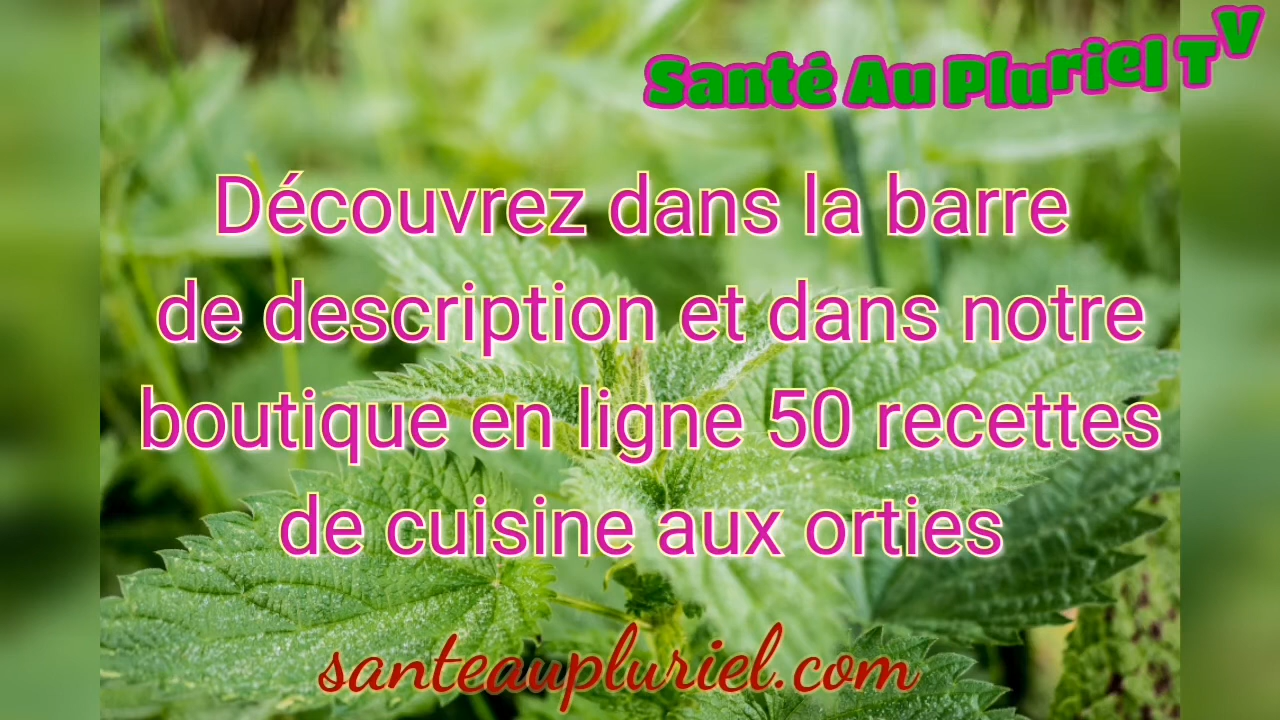 Santé Au Pluriel TV
Découvrez dans la barre
de description et dans notre
boutique en ligne 50 recettes
de cuisine aux orties
santeaupluriel.com